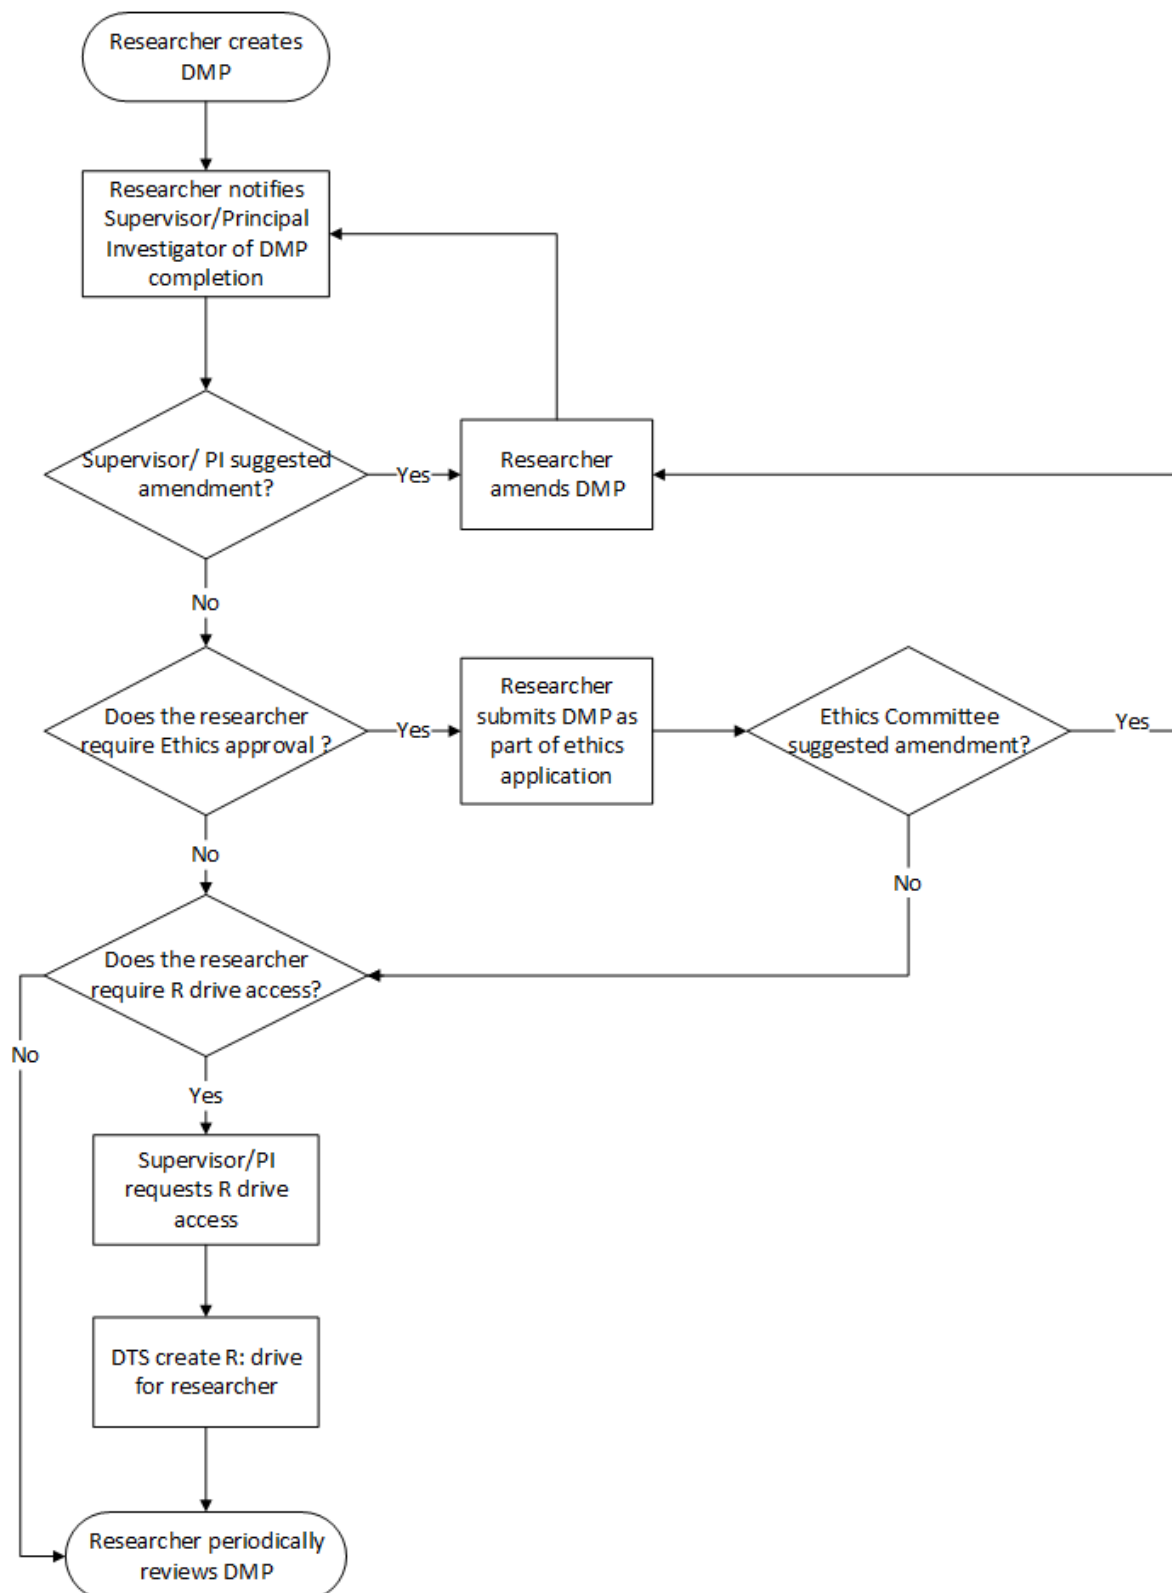 Researcher creates
DMP
Researcher notifies
Supervisor/Principal
Investigator of DMP
completion
Supervisor/ PI suggested
amendment?
Yes
Researcher
amends DMP
No
Does the researcher
require Ethics approval ?
Yes
Researcher
submits DMP as
part of ethics
application
Ethics Committee
suggested amendment?
Yes
No
No
Does the researcher
require R drive access?
No
Yes
Supervisor/PI
requests R drive
access
DTS create R: drive
for researcher
Researcher periodically
reviews DMP